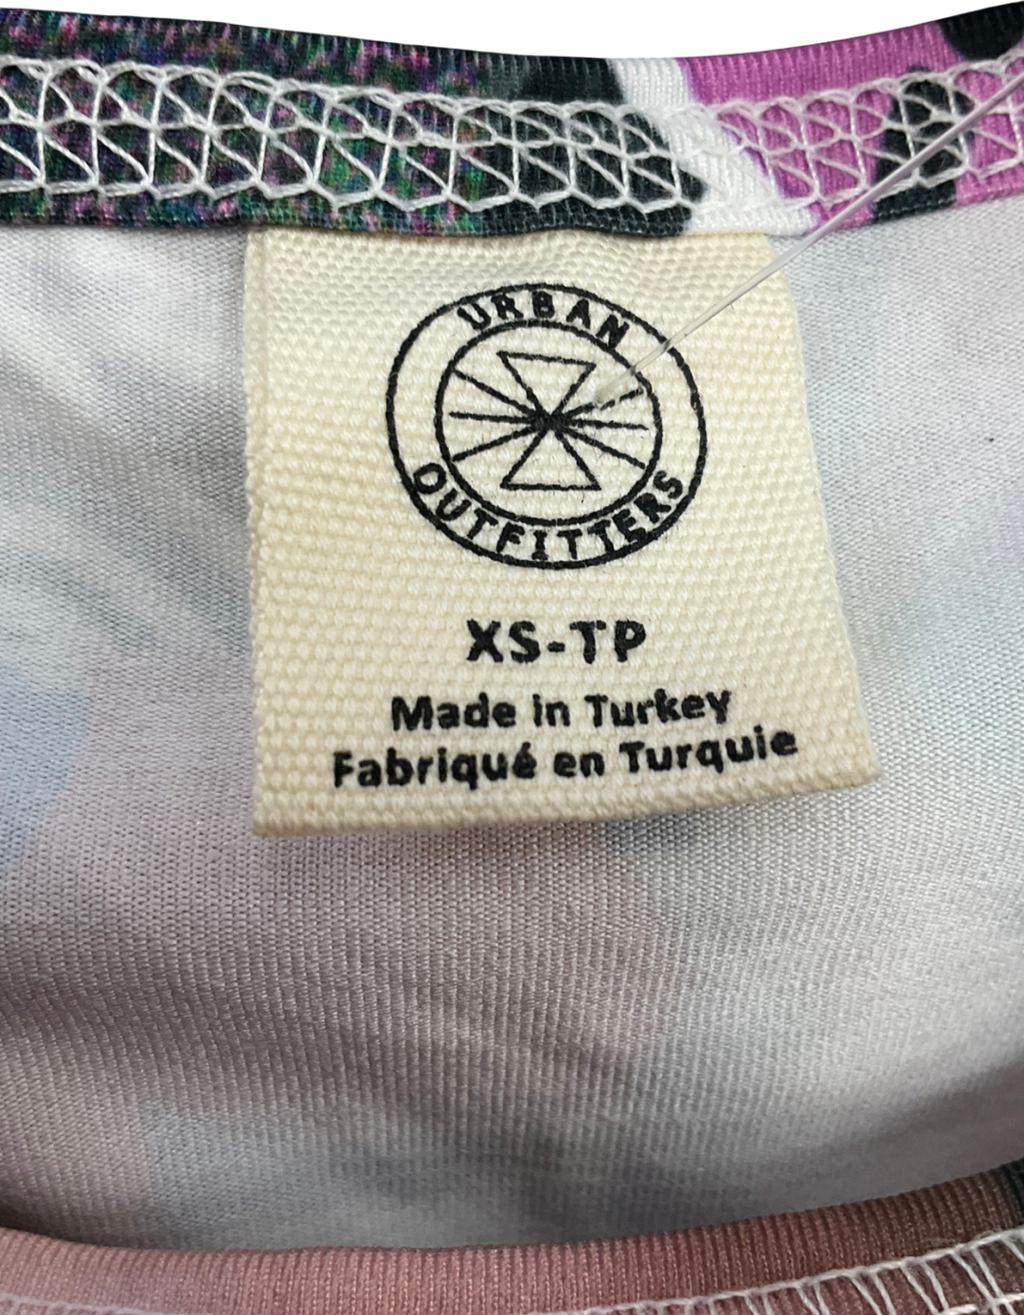 URBAN
OUTFITTERS
XS-TP
Made in Turkey
Fabriqué en Turquie